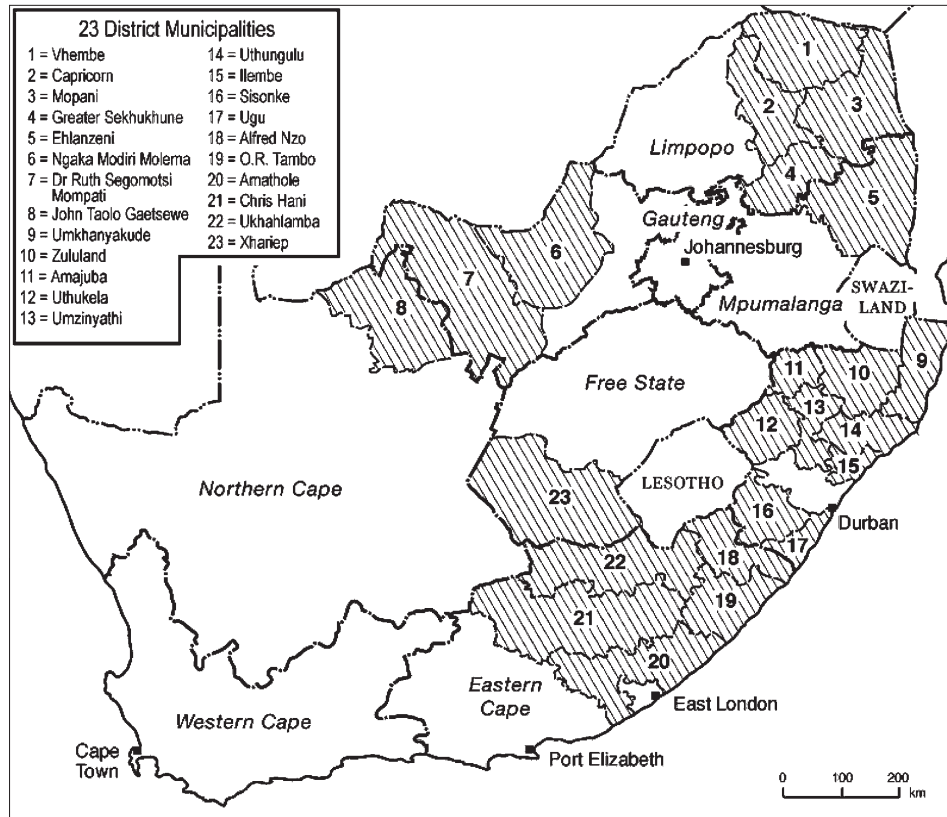 23 District Municipalities
1 = Vhembe
2 = Capricorn
3 = Mopani
4 = Greater Sekhukhune
5 = Ehlanzeni
6 = Ngaka Modiri Molema
7 = Dr Ruth Segomotsi
Mompati
8 = John Taolo Gaetsewe
9 = Umkhanyakude
10 = Zululand
11 = Amajuba
12 = Uthukela
13 = Umzinyathi
14 = Uthungulu
15 = Ilembe
16 = Sisonke
17 = Ugu
18 = Alfred Nzo
19 = O.R. Tambo
20 = Amathole
21 = Chris Hani
22 = Ukhahlamba
23 = Xhariep
1
2
3
Limpopo
4
5
Gauteng
Johannesburg
6
7
8
Mpumalanga
SWAZI-
LAND
9
10
11
Free State
13
12
14
15
LESOTHO
Northern Cape
23
16
Durban
17
18
22
19
21
20
Eastern
Cape
East London
Western Cape
Cape
Town
Port Elizabeth
0 100 200
km